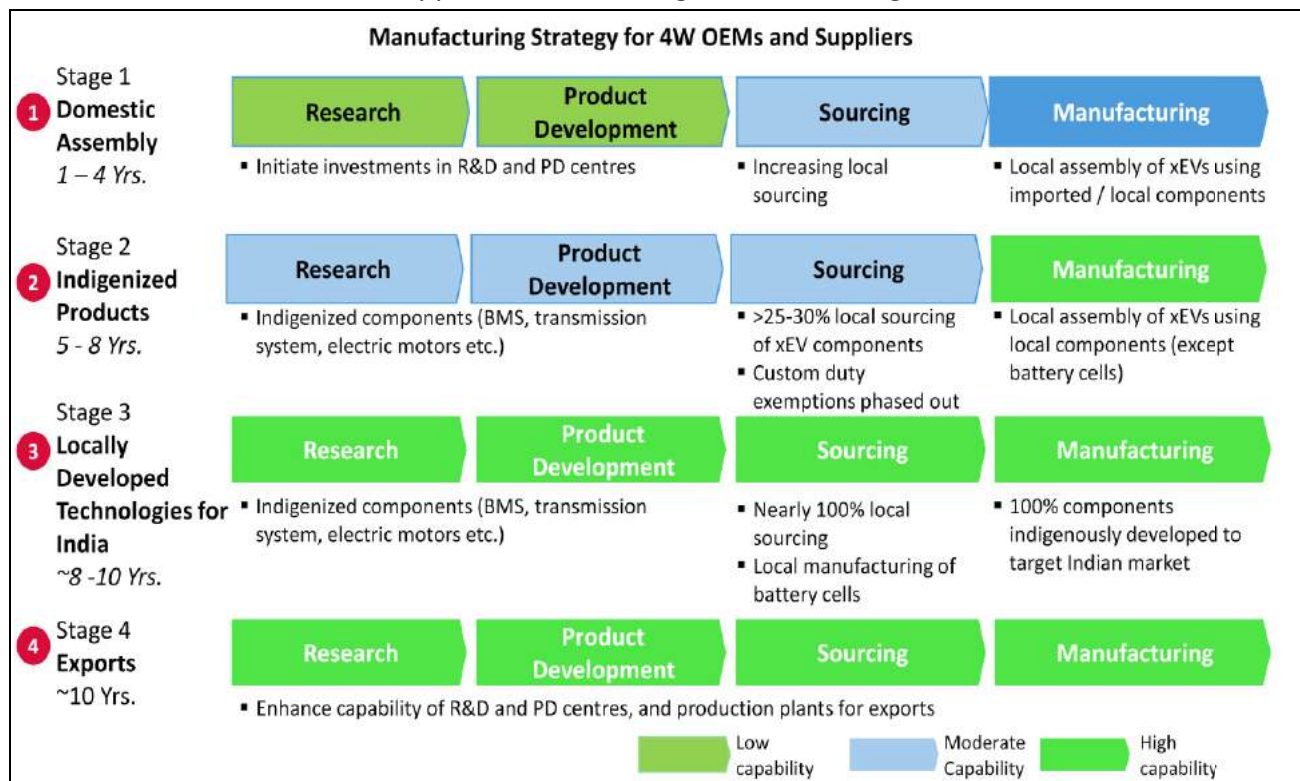 Manufacturing Strategy for 4W OEMs and Suppliers
1
Stage 1
Domestic
Assembly
1 – 4 Yrs.
Research
Product
Development
Sourcing
Manufacturing
▪ Initiate investments in R&D and PD centres
▪ Increasing local
sourcing
▪ Local assembly of xEVs using
imported / local components
2
Stage 2
Indigenized
Products
5 - 8 Yrs.
Research
Product
Development
Sourcing
Manufacturing
▪ Indigenized components (BMS, transmission
system, electric motors etc.)
▪ >25-30% local sourcing
of xEV components
▪ Custom duty
exemptions phased out
▪ Local assembly of xEVs using
local components (except
battery cells)
3
Stage 3
Locally
Developed
Technologies for
India
~8 -10 Yrs.
Research
Product
Development
Sourcing
Manufacturing
▪ Indigenized components (BMS, transmission
system, electric motors etc.)
▪ Nearly 100% local
sourcing
▪ Local manufacturing of
battery cells
▪ 100% components
indigenously developed to
target Indian market
4
Stage 4
Exports
~10 Yrs.
Research
Product
Development
Sourcing
Manufacturing
▪ Enhance capability of R&D and PD centres, and production plants for exports
Low
capability
Moderate
Capability
High
capability